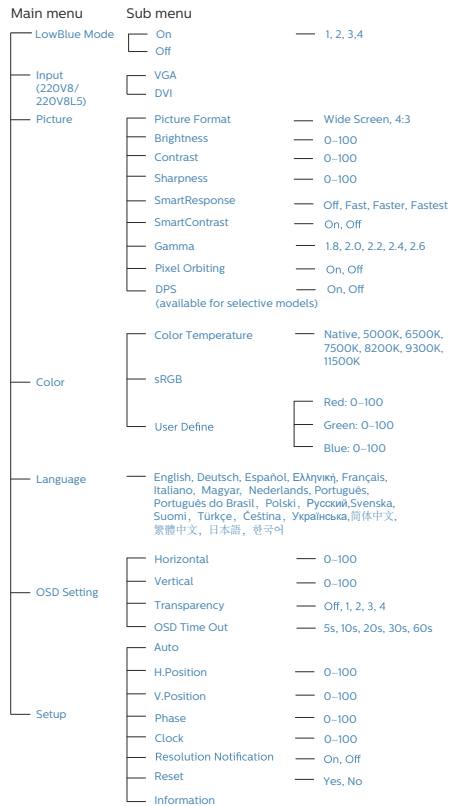 Main menu Sub menu
LowBlue Mode On 1, 2, 3,4
Off
Input VGA
(220V8/
220V8L5) DVI
Picture Picture Format Wide Screen, 4:3
Brightness 0–100
Contrast 0–100
Sharpness 0–100
SmartResponse Off, Fast, Faster, Fastest
SmartContrast On, Off
Gamma 1.8, 2.0, 2.2, 2.4, 2.6
Pixel Orbiting On, Off
DPS On, Off
(available for selective models)
Color Temperature Native, 5000K, 6500K,
7500K, 8200K, 9300K,
11500K
Color sRGB
Red: 0–100
User Define Green: 0–100
Blue: 0–100
Language English, Deutsch, Español, Ελληνική, Français,
Italiano, Magyar, Nederlands, Português,
Português do Brasil, Polski, Русский,Svenska,
Suomi, Türkçe, Čeština, Українська,简体中文,
繁體中文, 日本語, 한국어
Horizontal 0–100
Vertical 0–100
OSD Setting Transparency Off, 1, 2, 3, 4
OSD Time Out 5s, 10s, 20s, 30s, 60s
Auto
H.Position 0–100
V.Position 0–100
Setup Phase 0–100
Clock 0–100
Resolution Notification On, Off
Reset Yes, No
Information